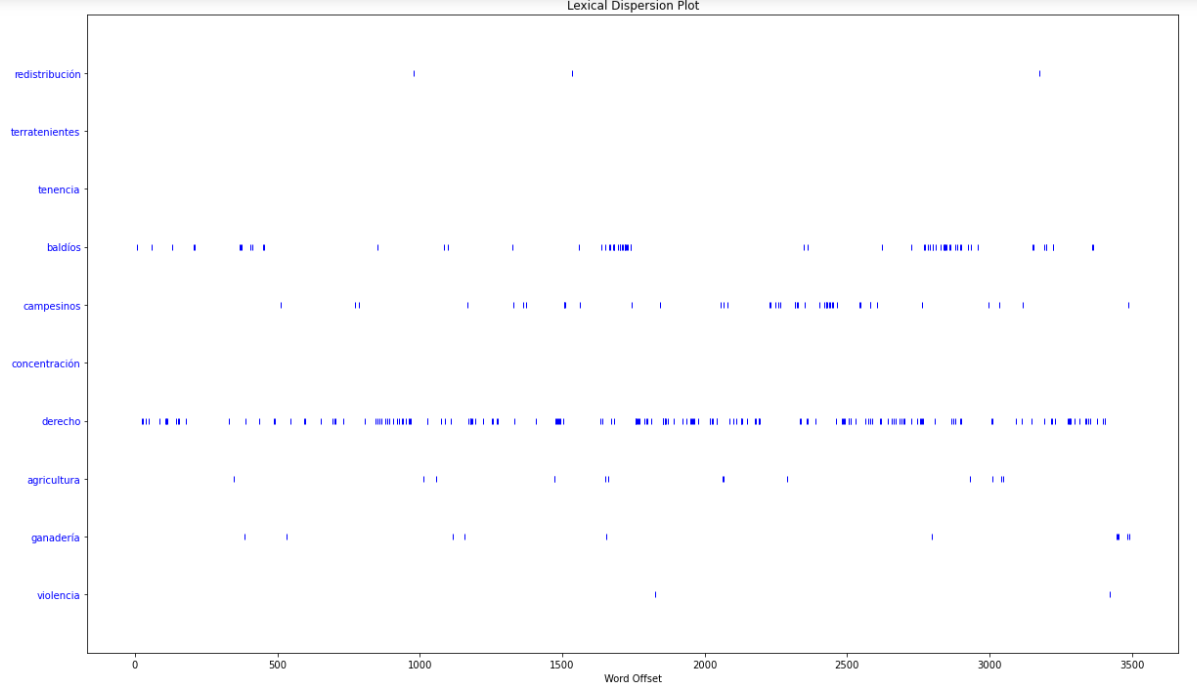 Lexical Dispersion Plot
redistribución
terratenientes
tenencia
baldíos
campesinos
concentración
derecho
agricultura
ganadería
violencia
0 500 1000 1500 2000 2500 3000 3500
Word Offset